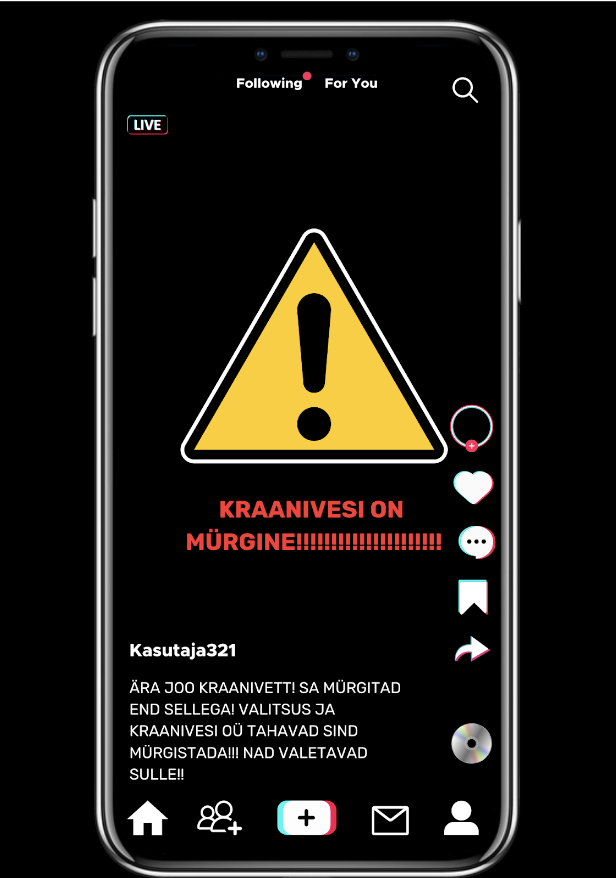 Following For You
LIVE
KRAANIVESI ON
MÜRGINE!!!!!!!!!!!!!!!!!!!!!
Kasutaja321
ÄRA JOO KRAANIVETT! SA MÜRGITAD
END SELLEGA! VALITSUS JA
KRAANIVESI OÜ TAHAVAD SIND
MÜRGISTADA!!! NAD VALETAVAD
SULLE!!